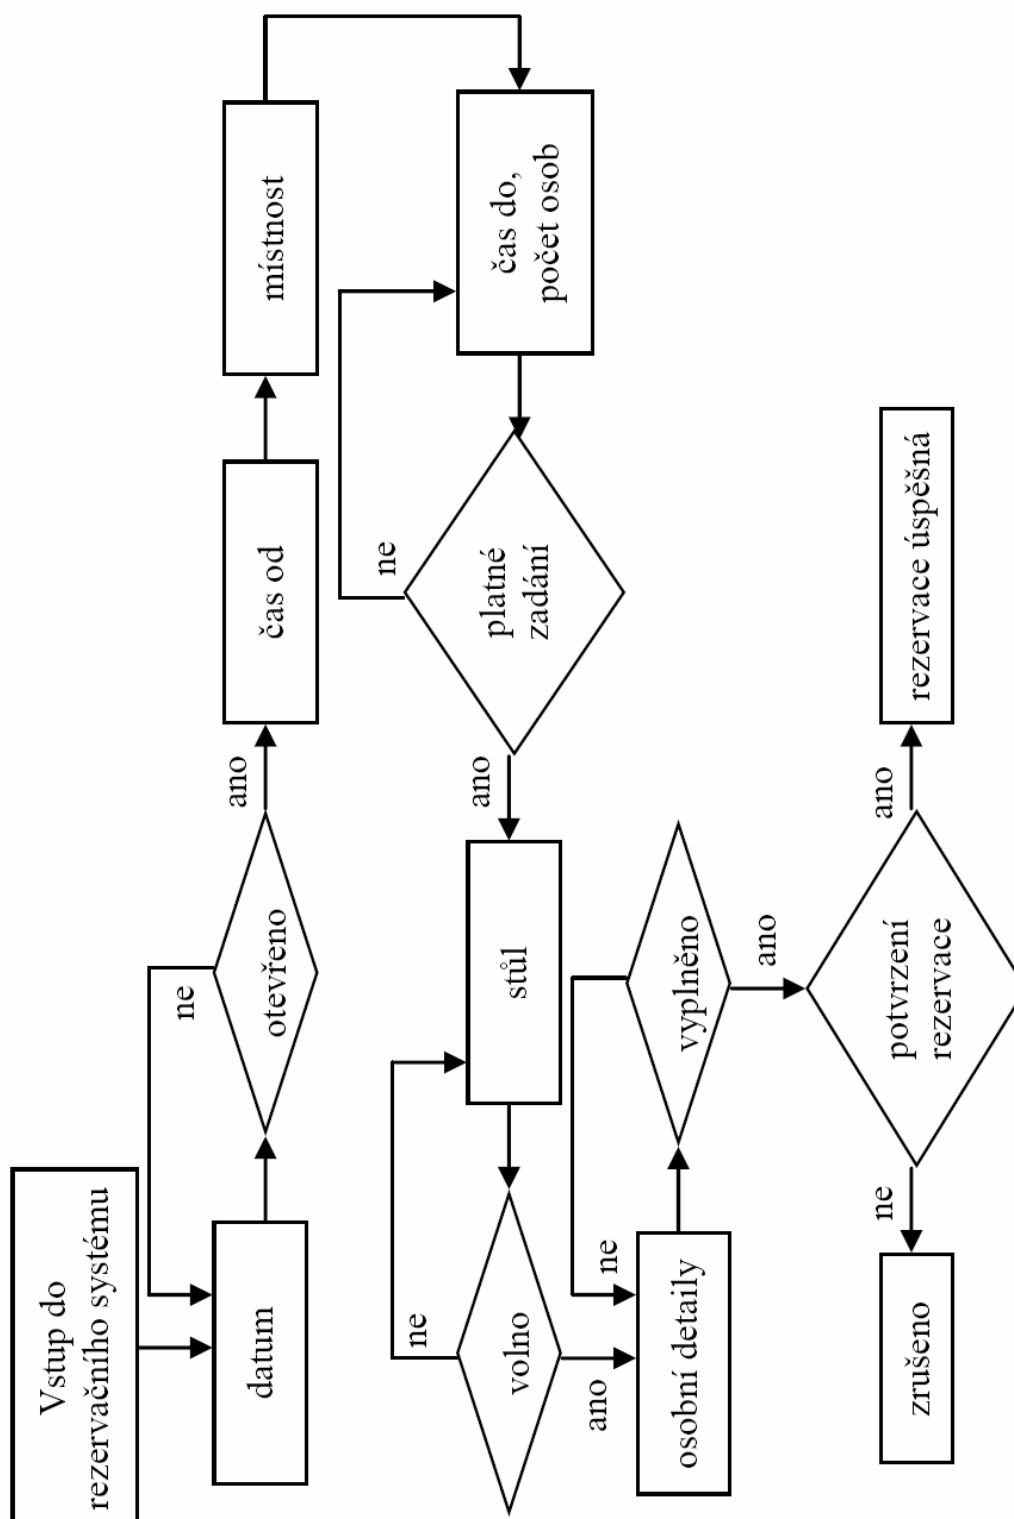 Vstup do
rezervačního systému
datum
ne
otevřeno
ano
čas od
místnost
čas do,
počet osob
ne
platné
zadání
ano
stůl
ne
volno
ano
osobní detaily
ne
vyplněno
ano
potvrzení
rezervace
ne
zrušeno
ano
rezervace úspěšná